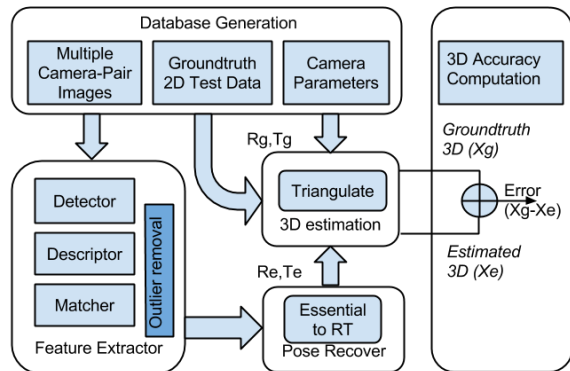 Database Generation
Multiple
Camera-Pair
Images
Groundtruth
2D Test Data
Camera
Parameters
3D Accuracy
Computation
Rg,Tg
Groundtruth
3D (Xg)
Triangulate
3D estimation
Error
(Xg-Xe)
Detector
Descriptor
Matcher
Outlier removal
Feature Extractor
Estimated
3D (Xe)
Re,Te
Essential
to RT
Pose Recover